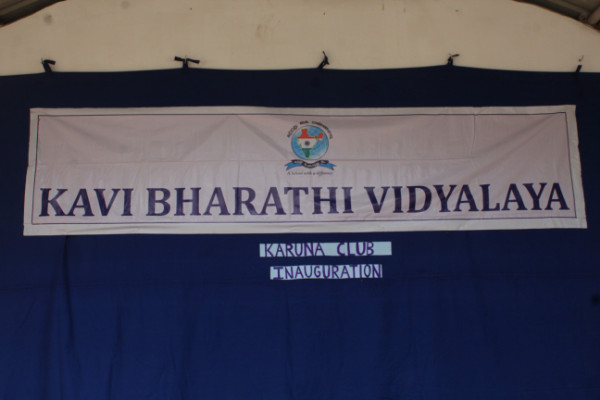 KAVI BHARATHI VIDYALAYA
KARUNA CLUB
INAUGURATION